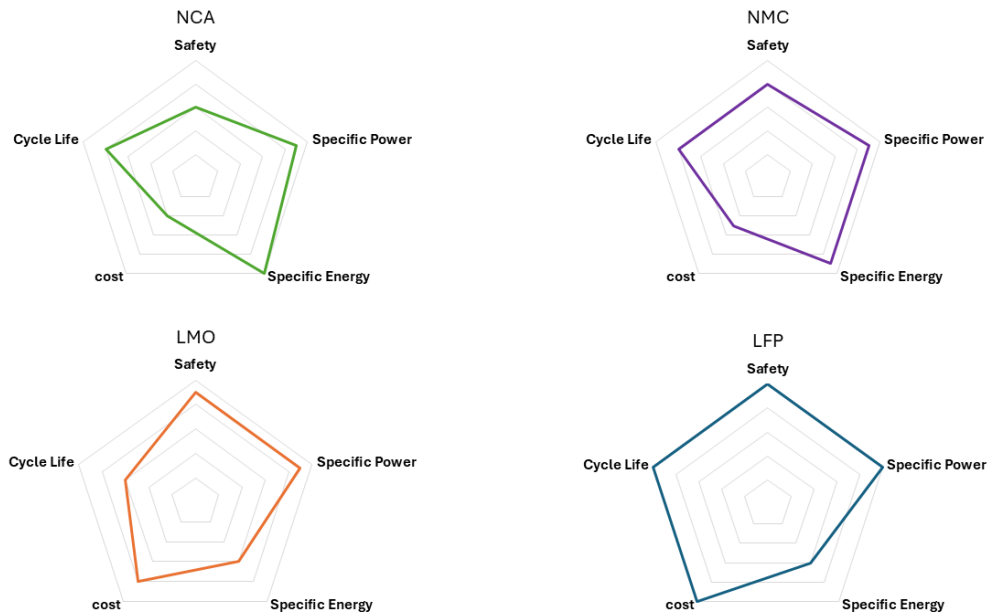 NCA
Safety
Cycle Life
Specific Power
cost
Specific Energy
NMC
Safety
Cycle Life
Specific Power
cost
Specific Energy
LMO
Safety
Cycle Life
Specific Power
cost
Specific Energy
LFP
Safety
Cycle Life
Specific Power
cost
Specific Energy